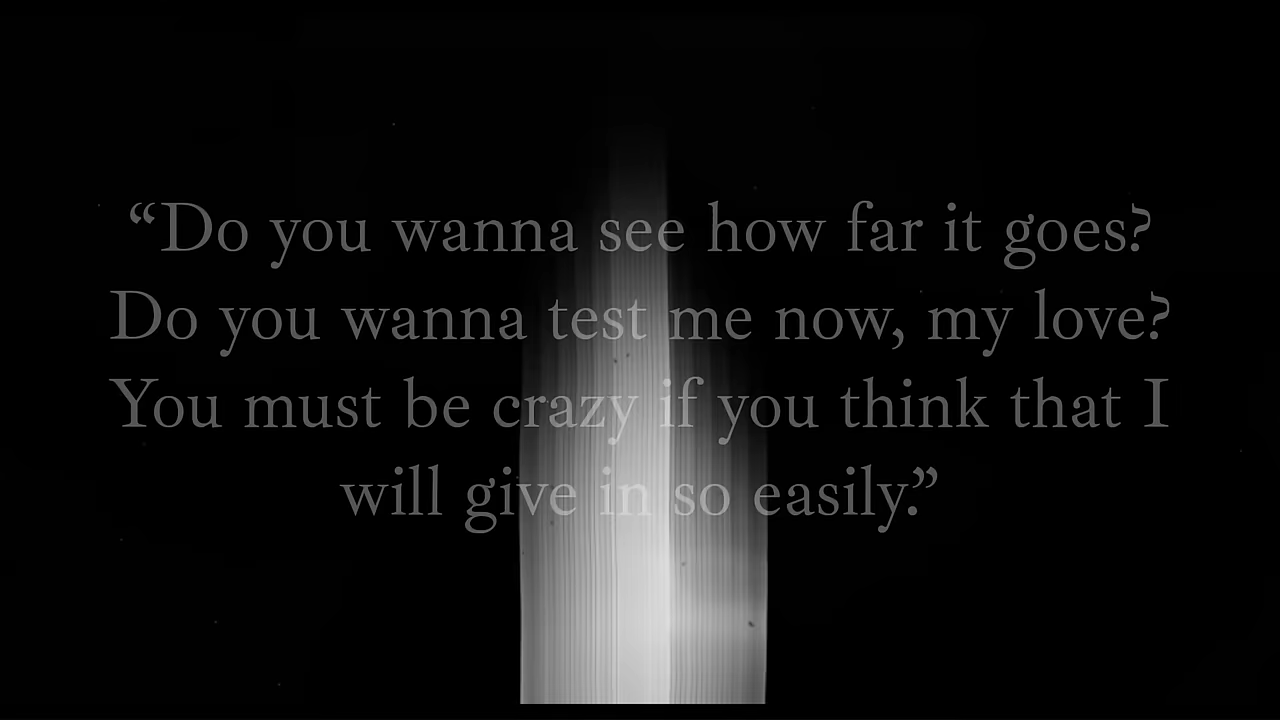 “Do you wanna see how far it goes?
Do you wanna test me now, my love?
You must be crazy if you think that I
will give in so easily.”